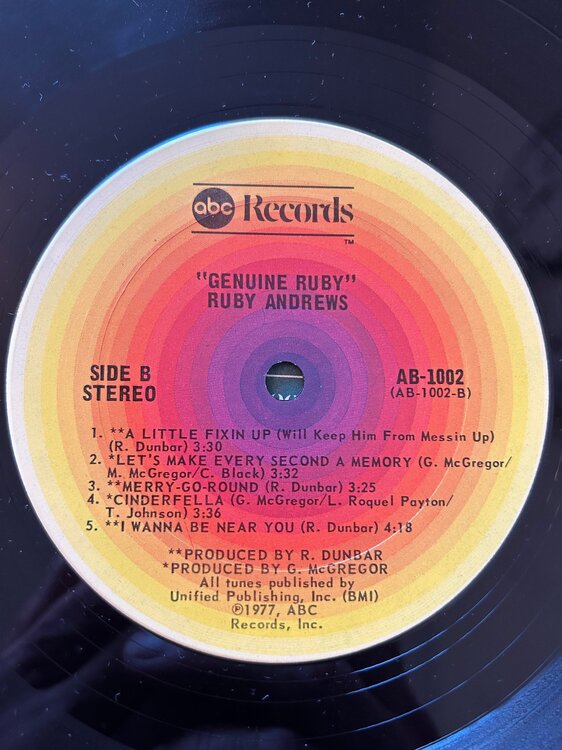 abc Records
TM
"GENUINE RUBY"
RUBY ANDREWS
SIDE B
STEREO
AB-1002
(AB-1002-B)
1. **A LITTLE FIXIN UP (Will Keep Him From Messin Up)
(R. Dunbar) 3:30
2. *LET'S MAKE EVERY SECOND A MEMORY (G. McGregor/
M. McGregor/C. Black) 3:32
3. **MERRY-GO-ROUND (R. Dunbar) 3:25
4. *CINDERFELLA (G. McGregor/L. Roquel Payton/
T. Johnson) 3:36
5. **I WANNA BE NEAR YOU (R. Dunbar) 4:18
**PRODUCED BY R. DUNBAR
*PRODUCED BY G. McGREGOR
All tunes published by
Unified Publishing, Inc. (BMI)
℗1977, ABC
Records, Inc.